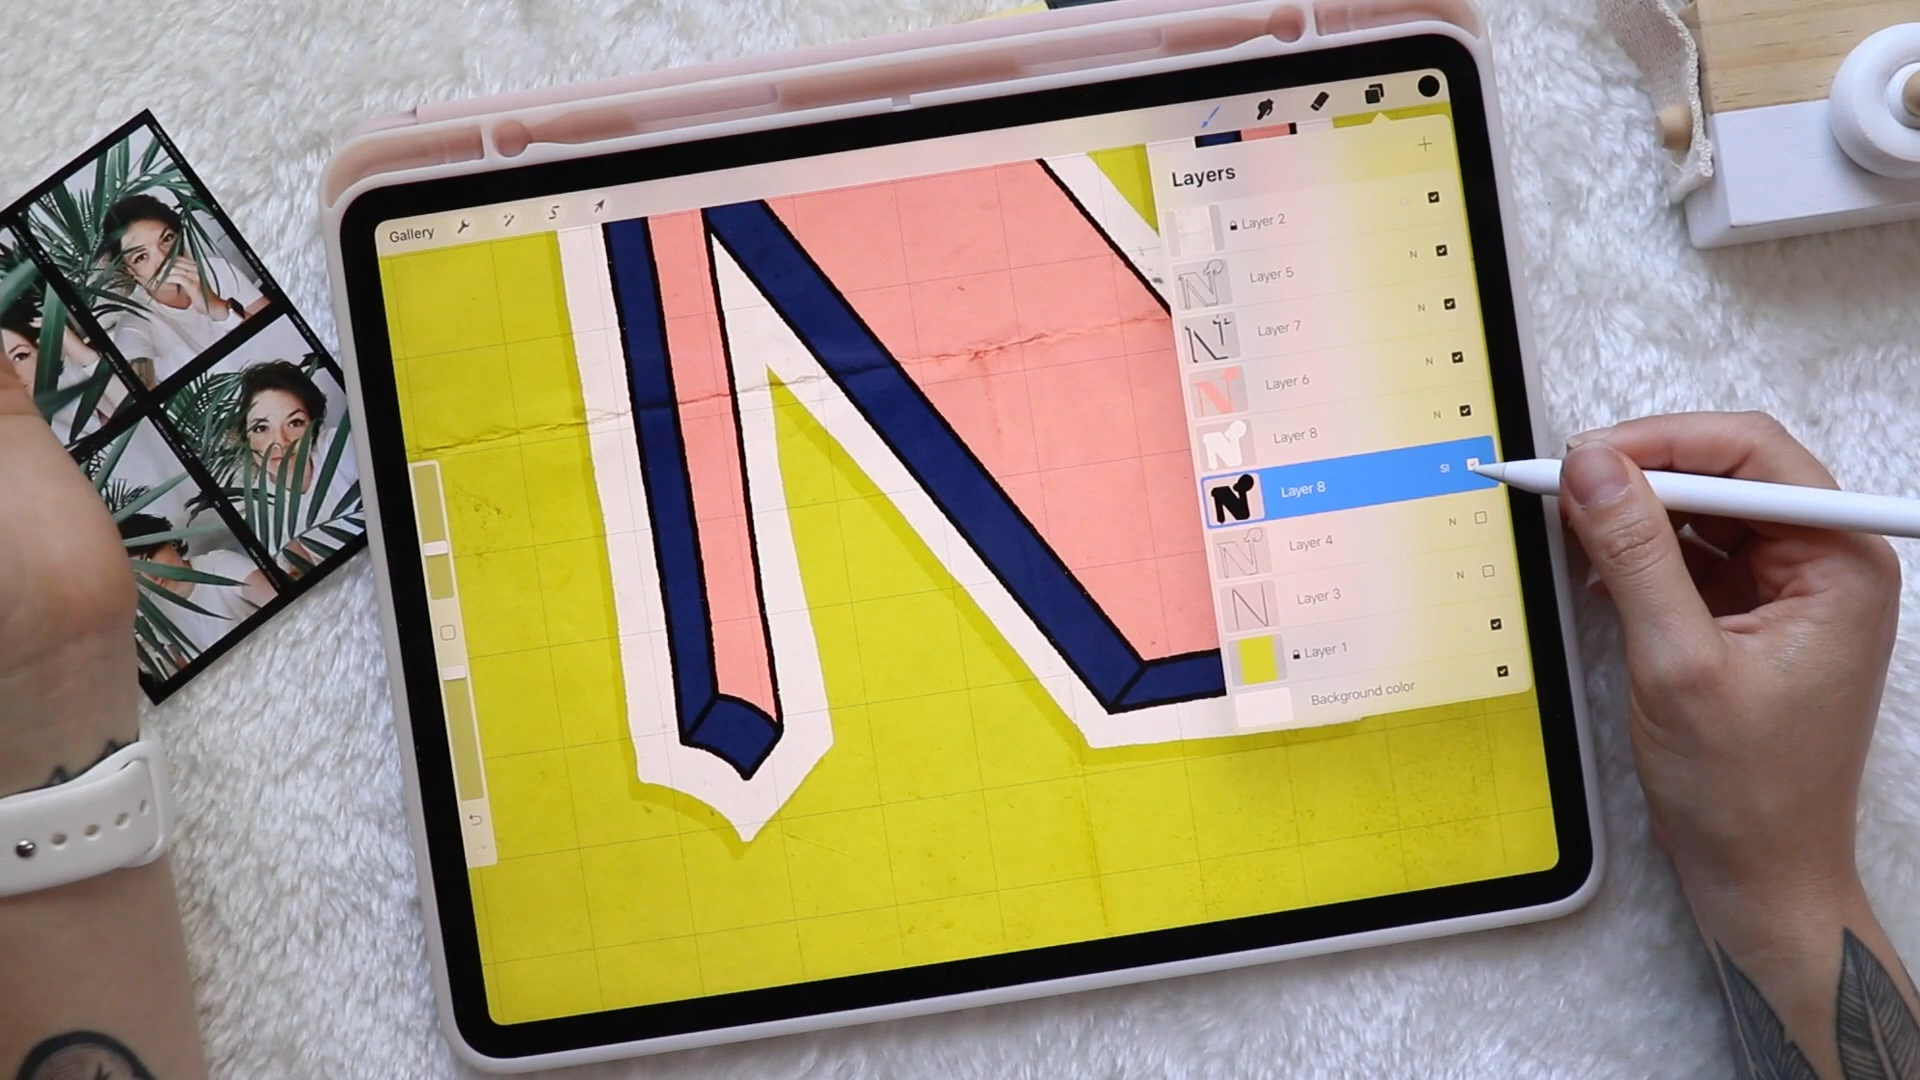 Gallery
Layers
Layer 2
Layer 5
N
Layer 7
N
Layer 6
N
Layer 8
N
Layer 8
Sl
Layer 4
N
Layer 3
N
Layer 1
Background color